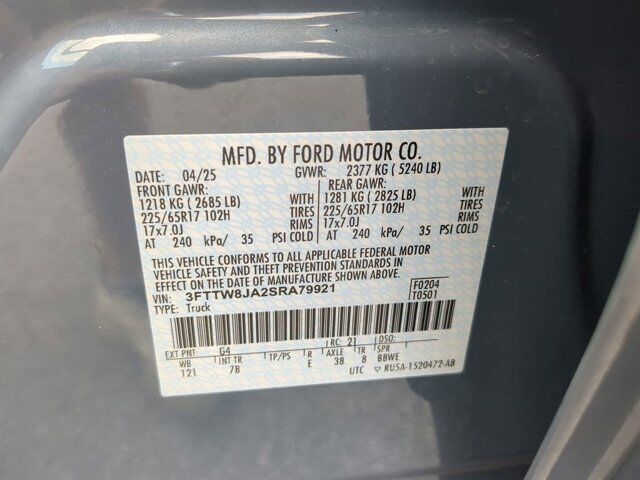 MFD. BY FORD MOTOR CO.
DATE: 04/25 GVWR: 2377 KG ( 5240 LB)
FRONT GAWR: REAR GAWR:
1218 KG ( 2685 LB) WITH 1281 KG ( 2825 LB) WITH
225/65R17 102H TIRES 225/65R17 102H TIRES
17x7.0J RIMS 17x7.0J RIMS
AT 240 kPa/ 35 PSI COLD AT 240 kPa/ 35 PSI COLD
THIS VEHICLE CONFORMS TO ALL APPLICABLE FEDERAL MOTOR
VEHICLE SAFETY AND THEFT PREVENTION STANDARDS IN
EFFECT ON THE DATE OF MANUFACTURE SHOWN ABOVE.
VIN: 3FTTW8JA2SRA79921 F0204
TYPE: Truck T0501
EXT PNT: G4 RC: 21 DSO:
WB INT TR TP/PS R AXLE TR SPR
121 7B E 38 8 BBWE
UTC ▽ RU5A-1520472-AB